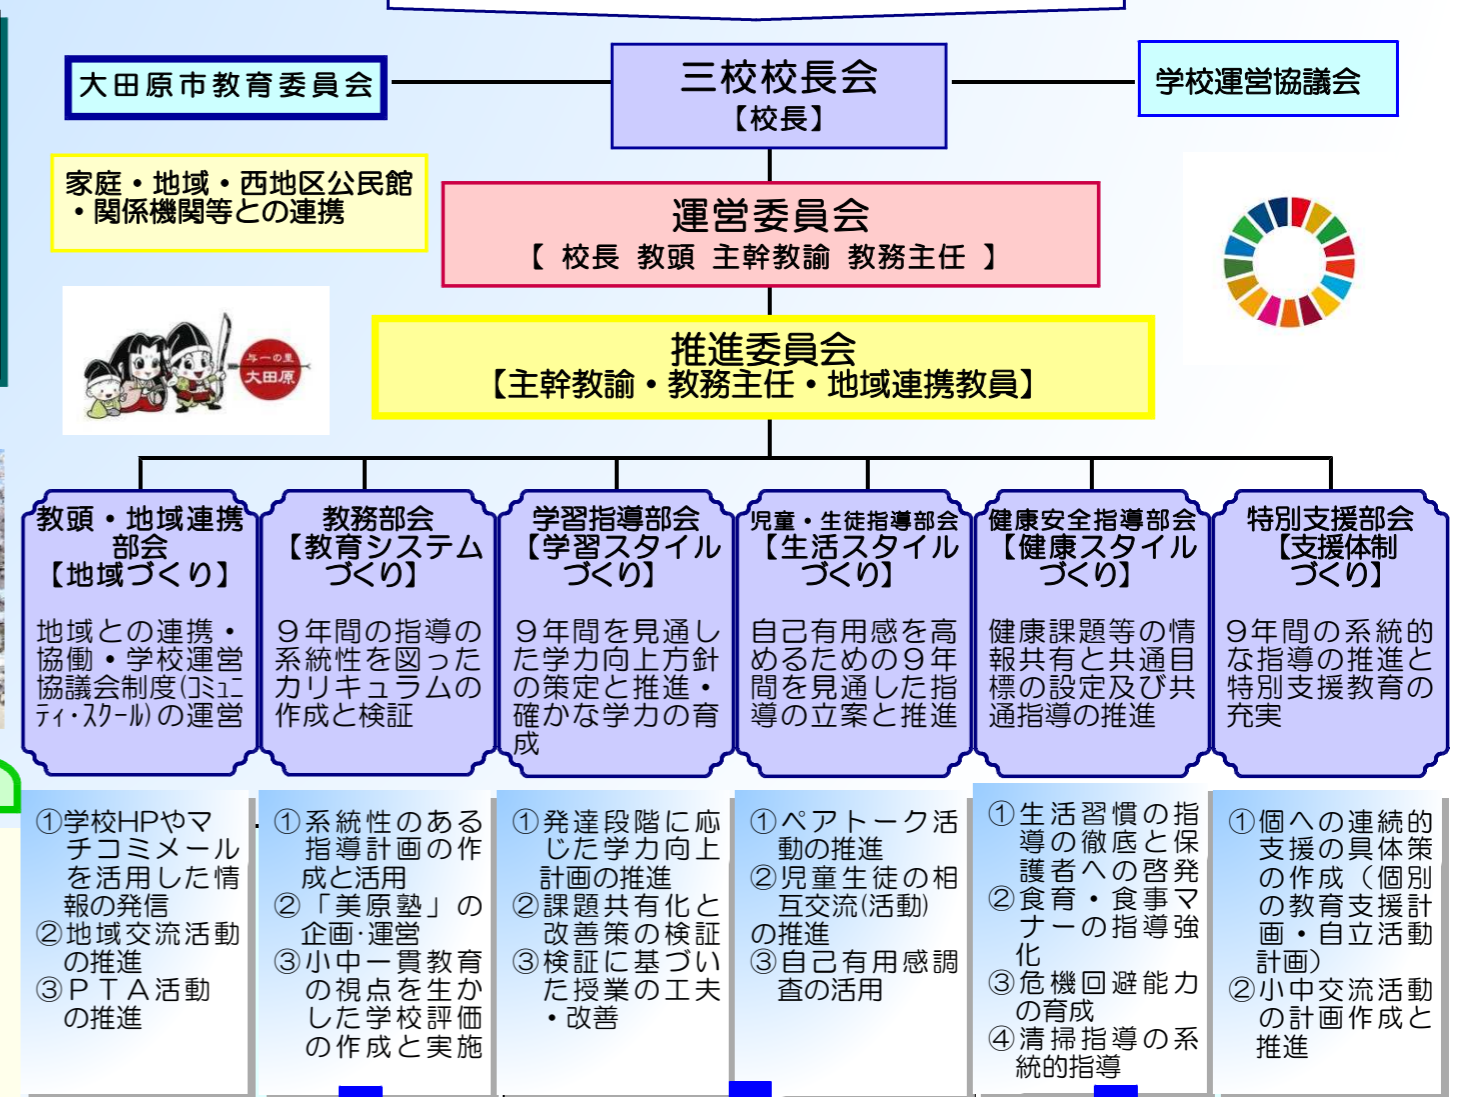 大田原市教育委員会
三校校長会
【校長】
学校運営協議会
家庭・地域・西地区公民館
・関係機関等との連携
運営委員会
【 校長 教頭 主幹教諭 教務主任 】
与一の里
大田原
推進委員会
【主幹教諭・教務主任・地域連携教員】
教頭・地域連携
部会
【地域づくり】
地域との連携・
協働・学校運営
協議会制度(ｺﾐｭﾆ
ﾃｨ・ｽｸｰﾙ)の運営
教務部会
【教育システム
づくり】
９年間の指導の
系統性を図った
カリキュラムの
作成と検証
学習指導部会
【学習スタイル
づくり】
９年間を見通し
た学力向上方針
の策定と推進・
確かな学力の育
成
児童・生徒指導部会
【生活スタイル
づくり】
自己有用感を高
めるための９年
間を見通した指
導の立案と推進
健康安全指導部会
【健康スタイル
づくり】
健康課題等の情
報共有と共通目
標の設定及び共
通指導の推進
特別支援部会
【支援体制
づくり】
９年間の系統的
な指導の推進と
特別支援教育の
充実
①学校HPやマ
チコミメール
を活用した情
報の発信
②地域交流活動
の推進
③ＰＴＡ活動
の推進
①系統性のある
指導計画の作
成と活用
②「美原塾」の
企画･運営
③小中一貫教育
の視点を生か
した学校評価
の作成と実施
①発達段階に応
じた学力向上
計画の推進
②課題共有化と
改善策の検証
③検証に基づい
た授業の工夫
・改善
①ペアトーク活
動の推進
②児童生徒の相
互交流(活動)
の推進
③自己有用感調
査の活用
①生活習慣の指
導の徹底と保
護者への啓発
②食育・食事マ
ナーの指導強
化
③危機回避能力
の育成
④清掃指導の系
統的指導
①個への連続的
支援の具体策
の作成（個別
の教育支援計
画・自立活動
計画）
②小中交流活動
の計画作成と
推進